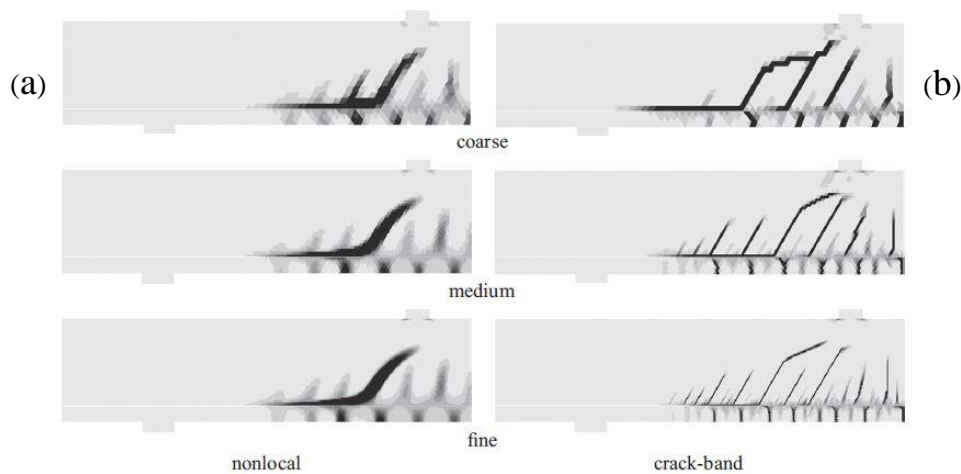 (a)
(b)
coarse
medium
fine
nonlocal
crack-band